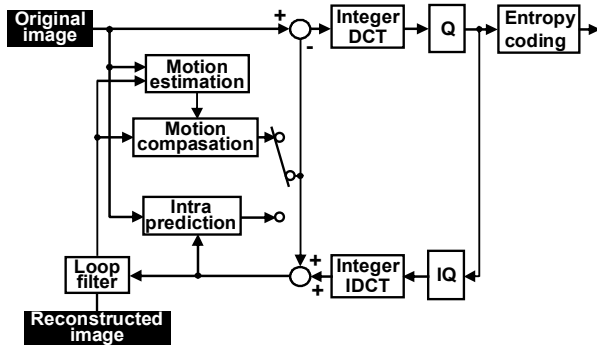 Original
image
+
-
Integer
DCT
Q
Entropy
coding
Motion
estimation
Motion
compasation
Intra
prediction
Loop
filter
+
+
Integer
IDCT
IQ
Reconstructed
image